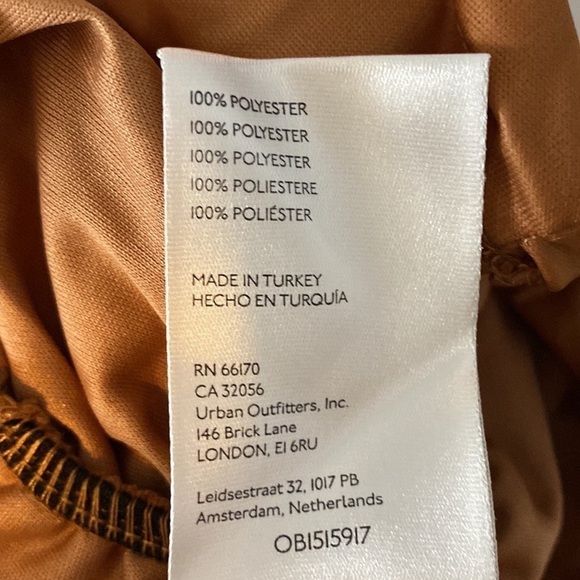 100% POLYESTER
100% POLYESTER
100% POLYESTER
100% POLIESTERE
100% POLIÉSTER
MADE IN TURKEY
HECHO EN TURQUÍA
RN 66170
CA 32056
Urban Outfitters, Inc.
146 Brick Lane
LONDON, E1 6RU
Leidsestraat 32, 1017 PB
Amsterdam, Netherlands
OB1515917